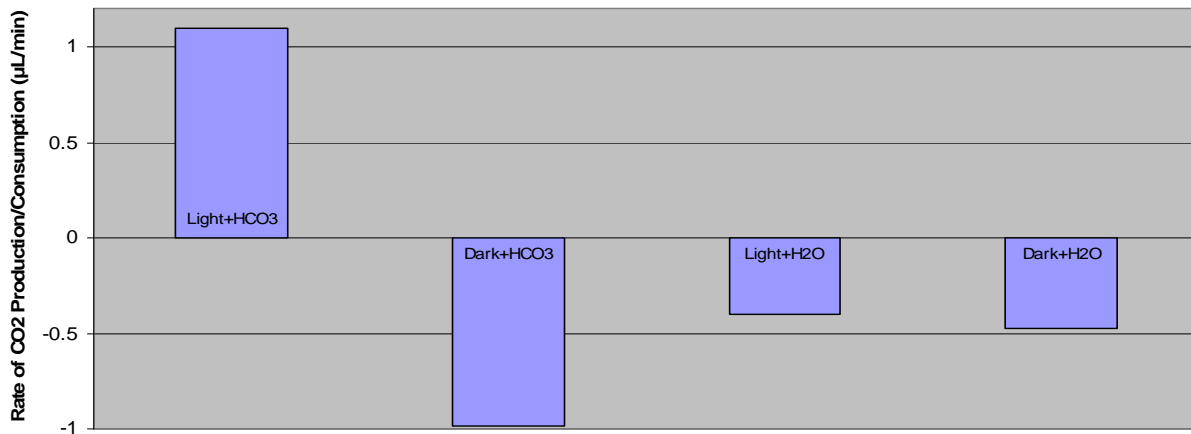 Rate of CO2 Production/Consumption (µL/min)
1
0.5
0
-0.5
-1
Light+HCO3
Dark+HCO3
Light+H2O
Dark+H2O